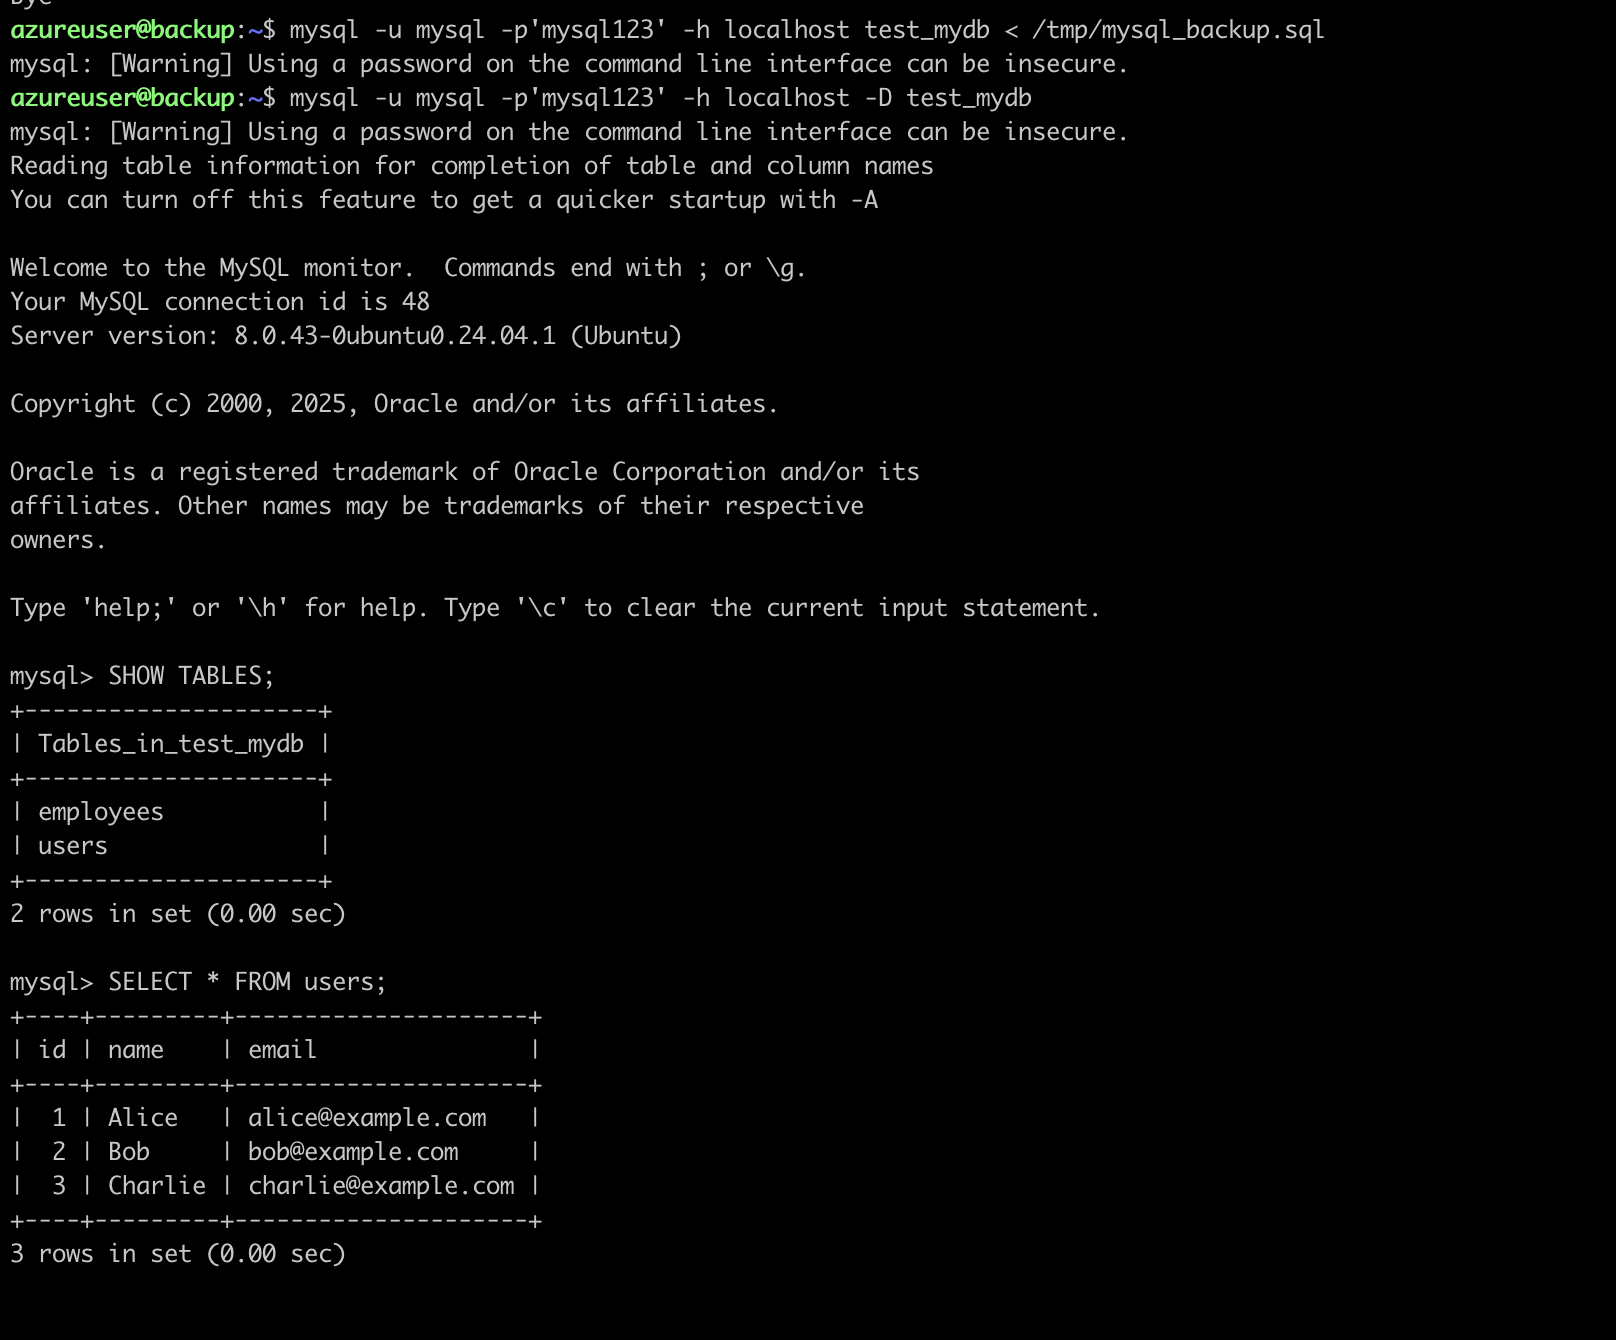 Bye
azureuser@backup:~$ mysql -u mysql -p'mysql123' -h localhost test_mydb < /tmp/mysql_backup.sql
mysql: [Warning] Using a password on the command line interface can be insecure.
azureuser@backup:~$ mysql -u mysql -p'mysql123' -h localhost -D test_mydb
mysql: [Warning] Using a password on the command line interface can be insecure.
Reading table information for completion of table and column names
You can turn off this feature to get a quicker startup with -A

Welcome to the MySQL monitor.  Commands end with ; or \g.
Your MySQL connection id is 48
Server version: 8.0.43-0ubuntu0.24.04.1 (Ubuntu)

Copyright (c) 2000, 2025, Oracle and/or its affiliates.

Oracle is a registered trademark of Oracle Corporation and/or its
affiliates. Other names may be trademarks of their respective
owners.

Type 'help;' or '\h' for help. Type '\c' to clear the current input statement.

mysql> SHOW TABLES;
+---------------------+
| Tables_in_test_mydb |
+---------------------+
| employees           |
| users               |
+---------------------+
2 rows in set (0.00 sec)

mysql> SELECT * FROM users;
+----+---------+---------------------+
| id | name    | email               |
+----+---------+---------------------+
|  1 | Alice   | alice@example.com   |
|  2 | Bob     | bob@example.com     |
|  3 | Charlie | charlie@example.com |
+----+---------+---------------------+
3 rows in set (0.00 sec)